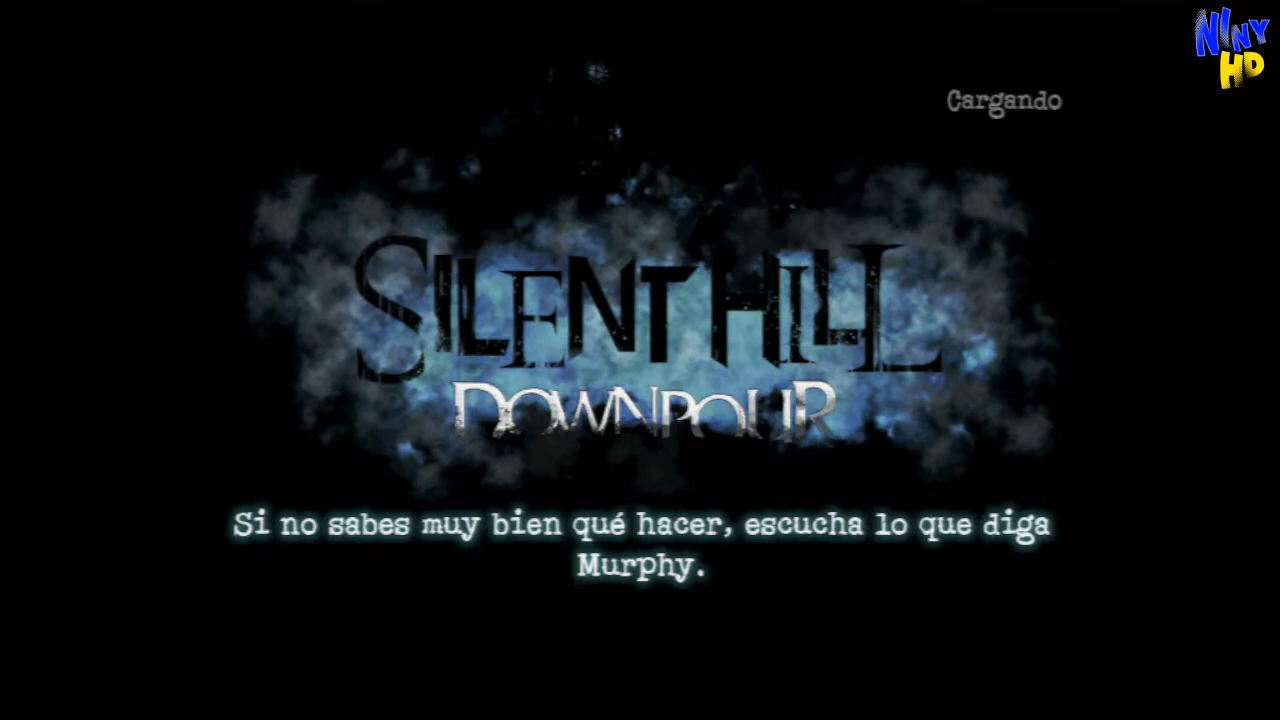 NINY
HD
Cargando
SILENT HILL
DOWNPOUR
Si no sabes muy bien qué hacer, escucha lo que diga
Murphy.